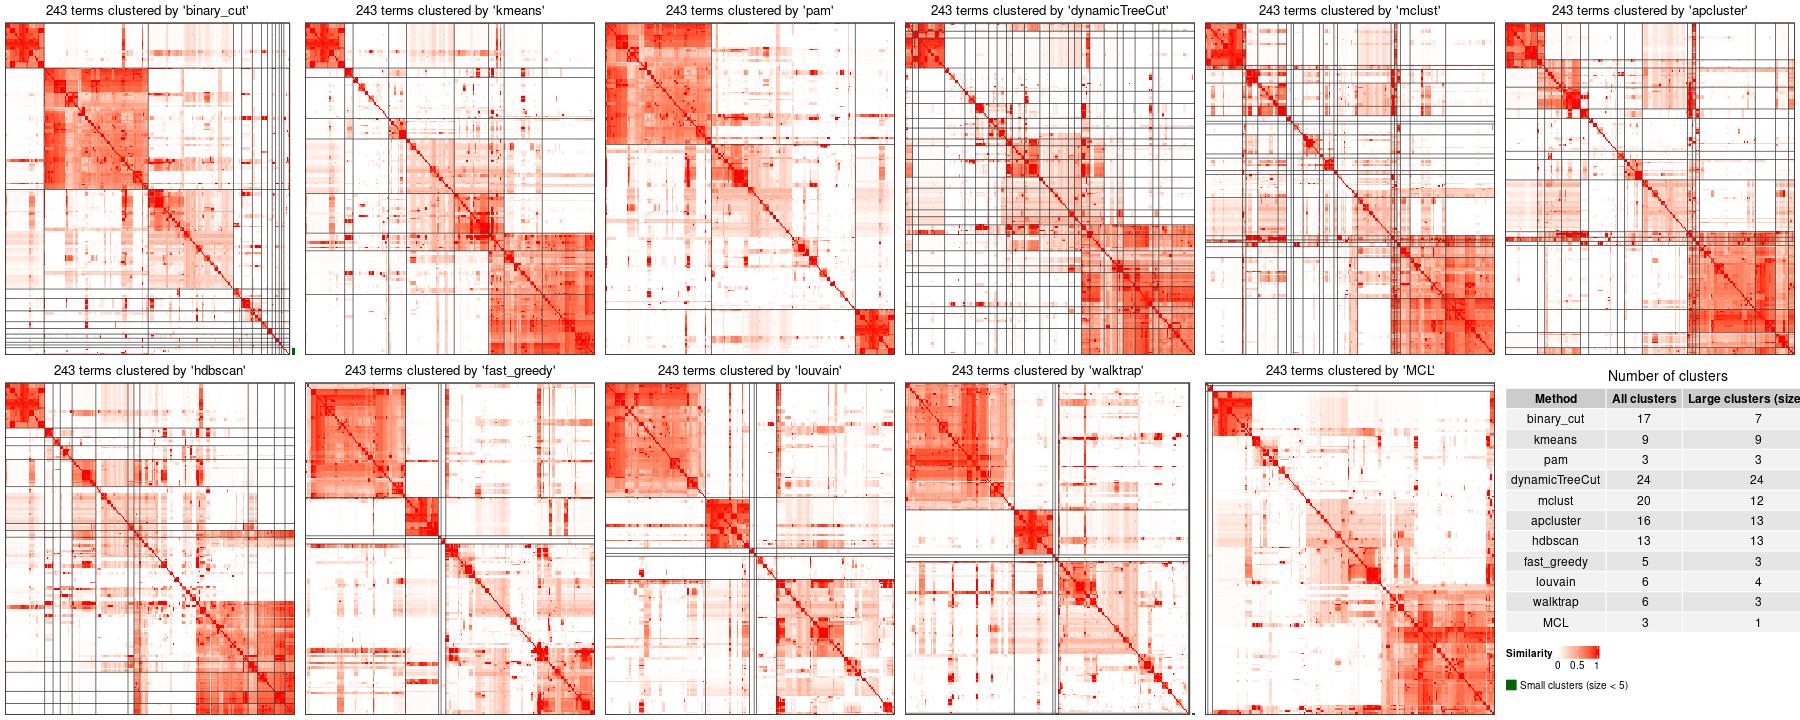 243 terms clustered by 'binary_cut'
243 terms clustered by 'kmeans'
243 terms clustered by 'pam'
243 terms clustered by 'dynamicTreeCut'
243 terms clustered by 'mclust'
243 terms clustered by 'apcluster'
243 terms clustered by 'hdbscan'
243 terms clustered by 'fast_greedy'
243 terms clustered by 'louvain'
243 terms clustered by 'walktrap'
243 terms clustered by 'MCL'
Number of clusters
Method All clusters Large clusters (size
binary_cut 17 7
kmeans 9 9
pam 3 3
dynamicTreeCut 24 24
mclust 20 12
apcluster 16 13
hdbscan 13 13
fast_greedy 5 3
louvain 6 4
walktrap 6 3
MCL 3 1
Similarity
0 0.5 1
Small clusters (size < 5)